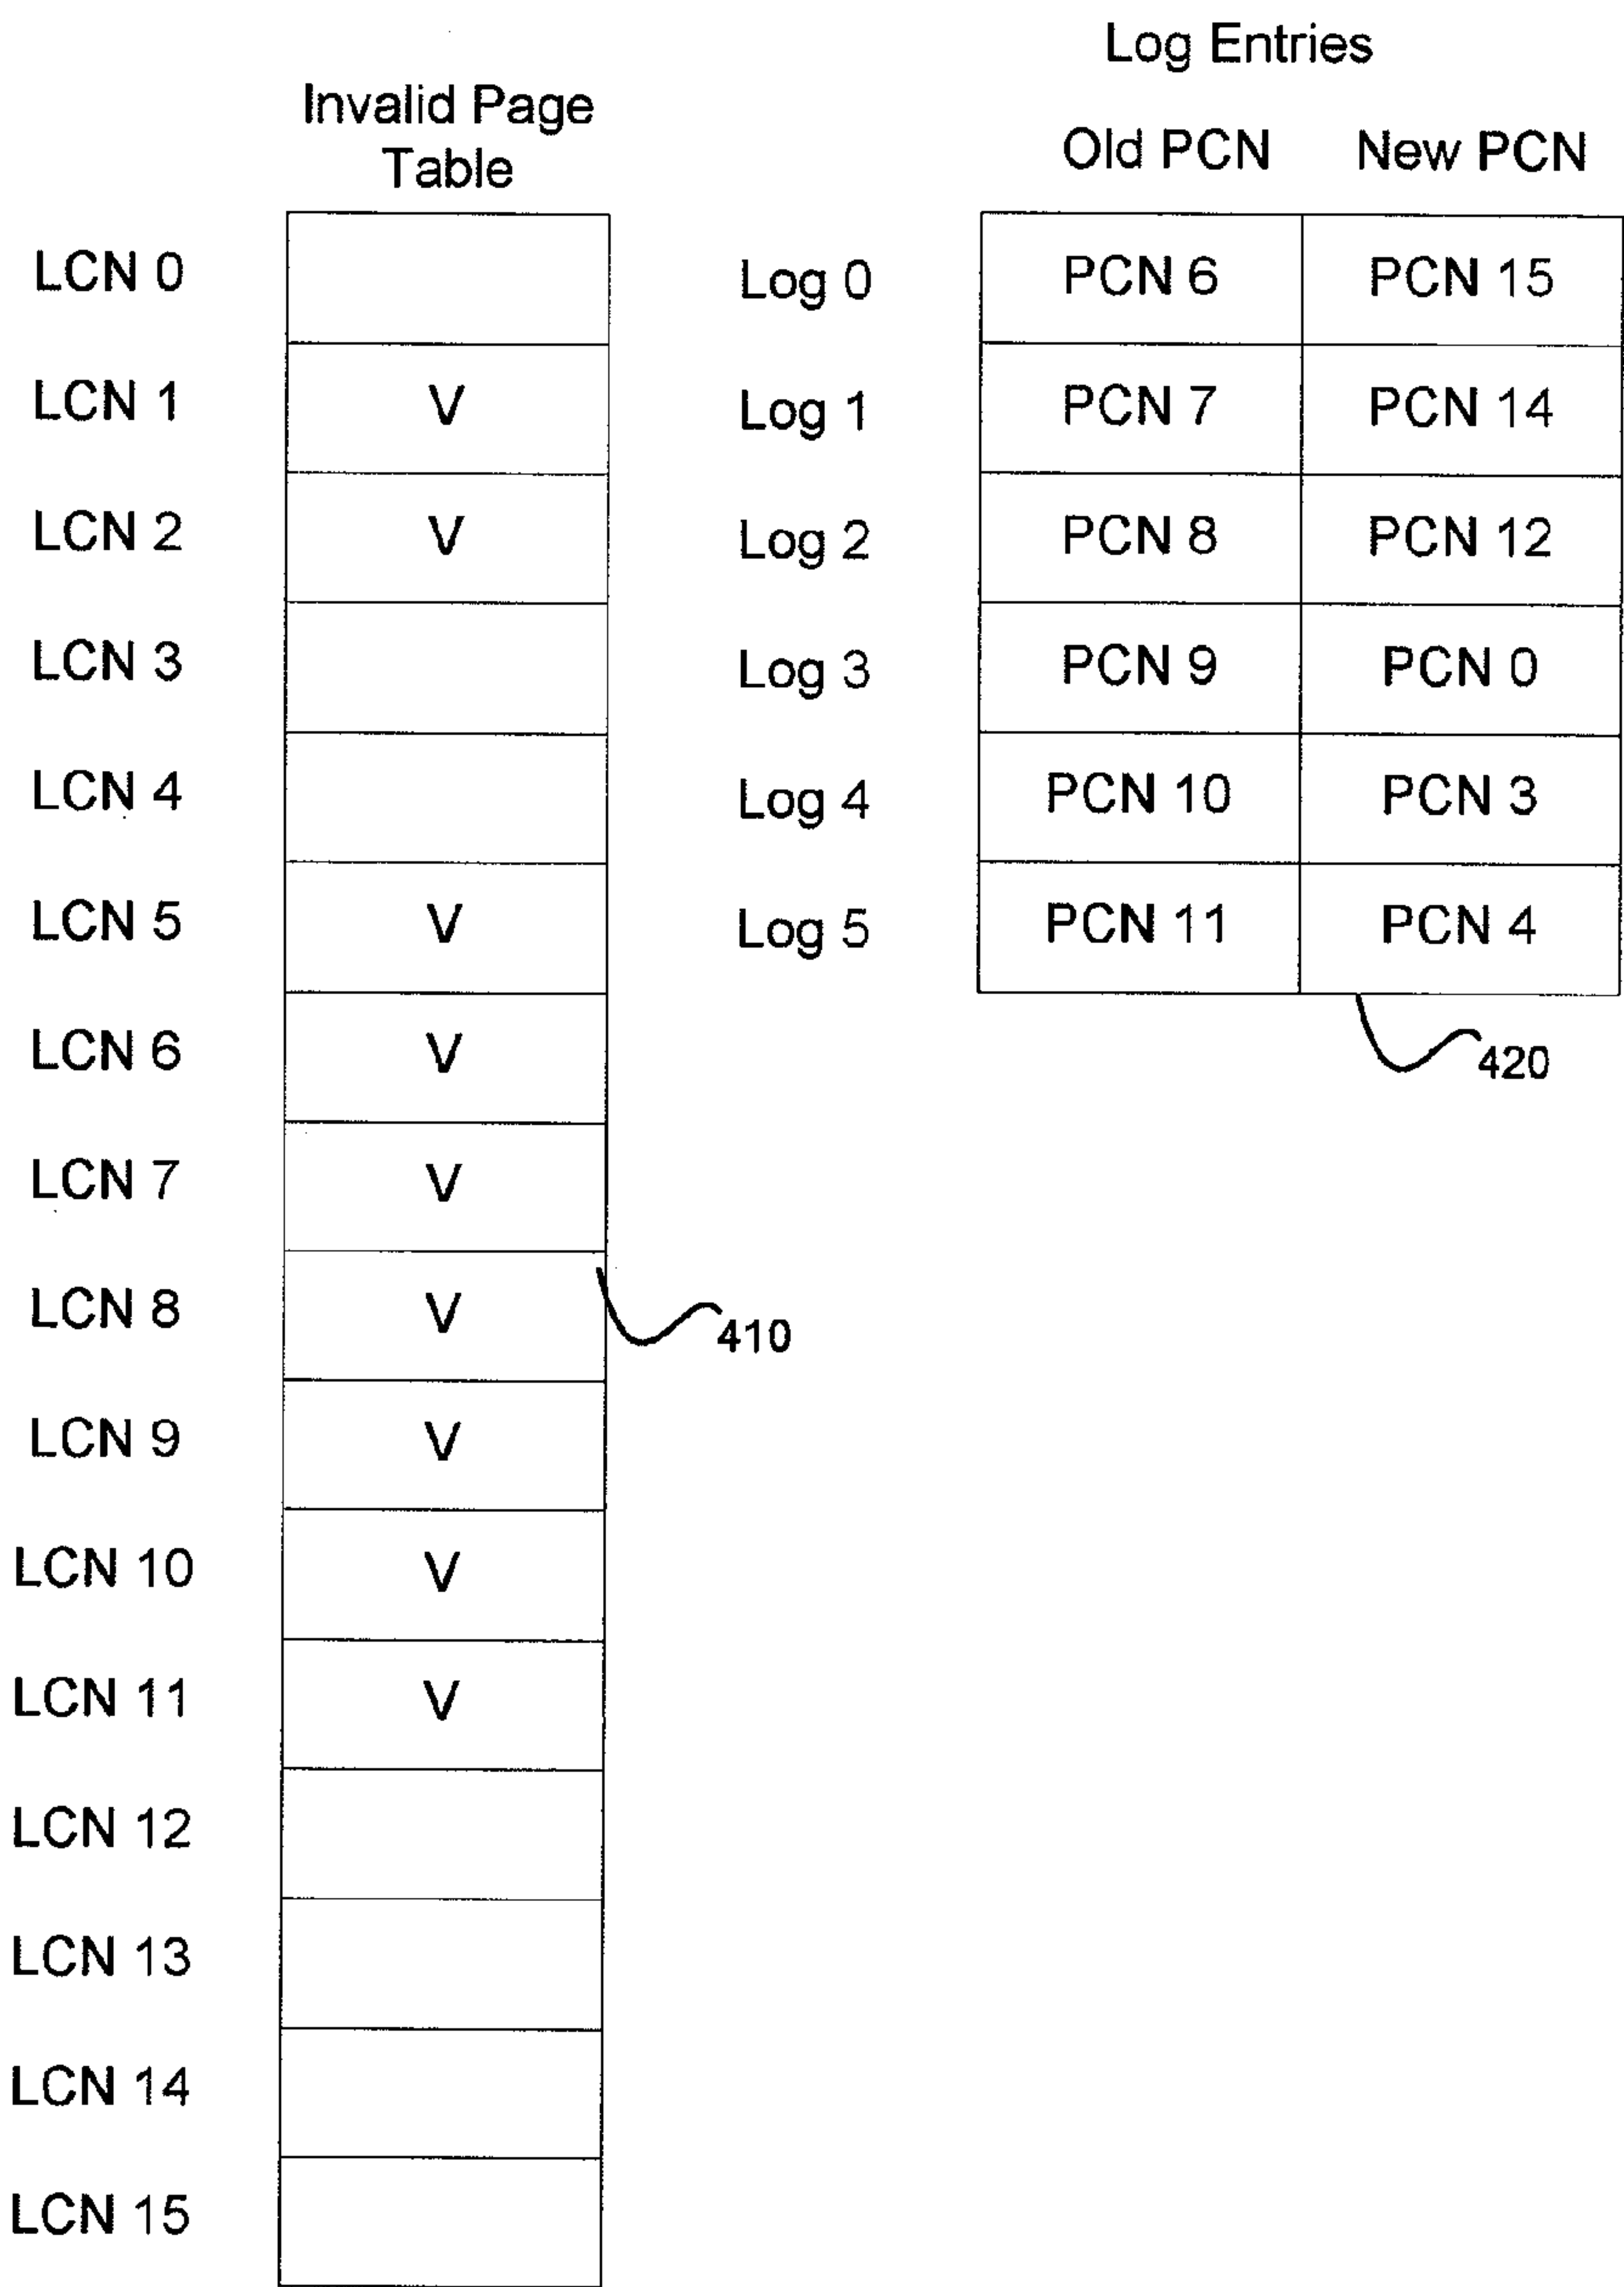 Log Entries
Invalid Page
Table
Old PCN New PCN
LCN 0
LCN 1 V
LCN 2 V
LCN 3
LCN 4
LCN 5 V
LCN 6 V
LCN 7 V
LCN 8 V
LCN 9 V
LCN 10 V
LCN 11 V
LCN 12
LCN 13
LCN 14
LCN 15
410
Log 0 PCN 6 PCN 15
Log 1 PCN 7 PCN 14
Log 2 PCN 8 PCN 12
Log 3 PCN 9 PCN 0
Log 4 PCN 10 PCN 3
Log 5 PCN 11 PCN 4
420